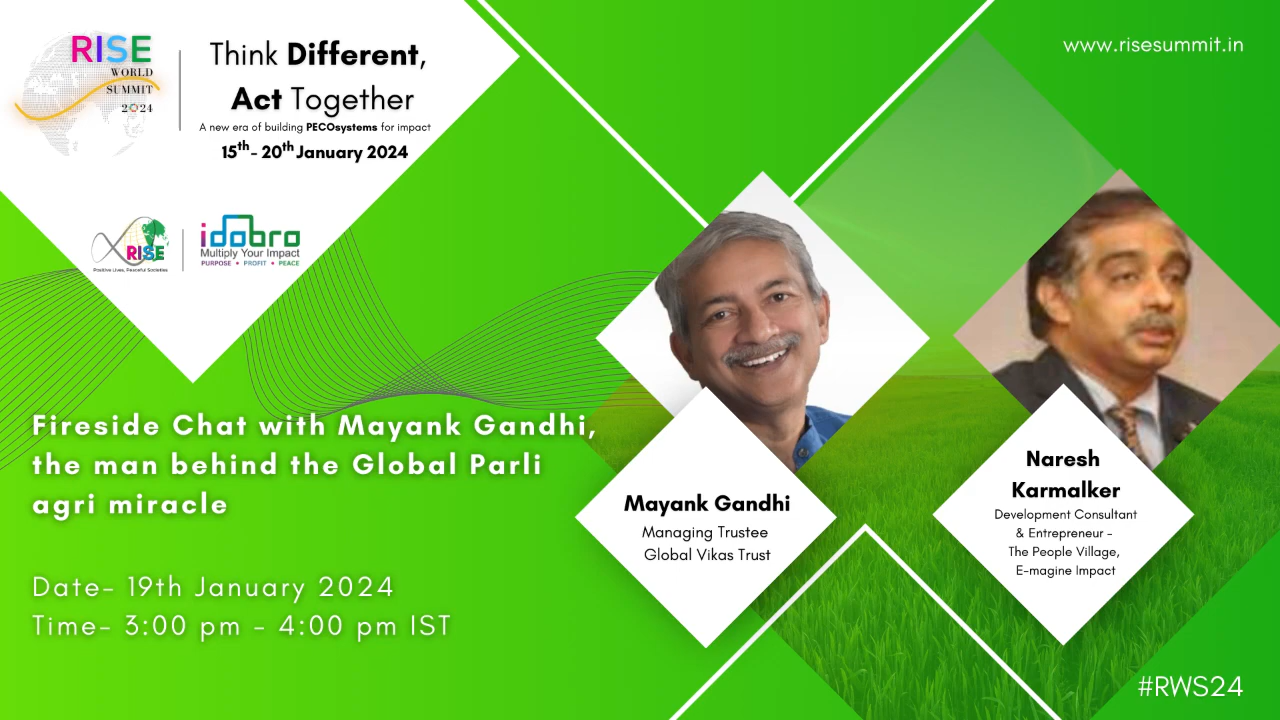 RISE
WORLD
SUMMIT
2024
Think Different,
Act Together
A new era of building PECOsystems for impact
15th - 20th January 2024
RISE
Positive Lives, Peaceful Societies
idobro
Multiply Your Impact
PURPOSE • PROFIT • PEACE
www.risesummit.in
Fireside Chat with Mayank Gandhi,
the man behind the Global Parli
agri miracle
Date- 19th January 2024
Time- 3:00 pm - 4:00 pm IST
Mayank Gandhi
Managing Trustee
Global Vikas Trust
Naresh
Karmalker
Development Consultant
& Entrepreneur -
The People Village,
E-magine Impact
#RWS24